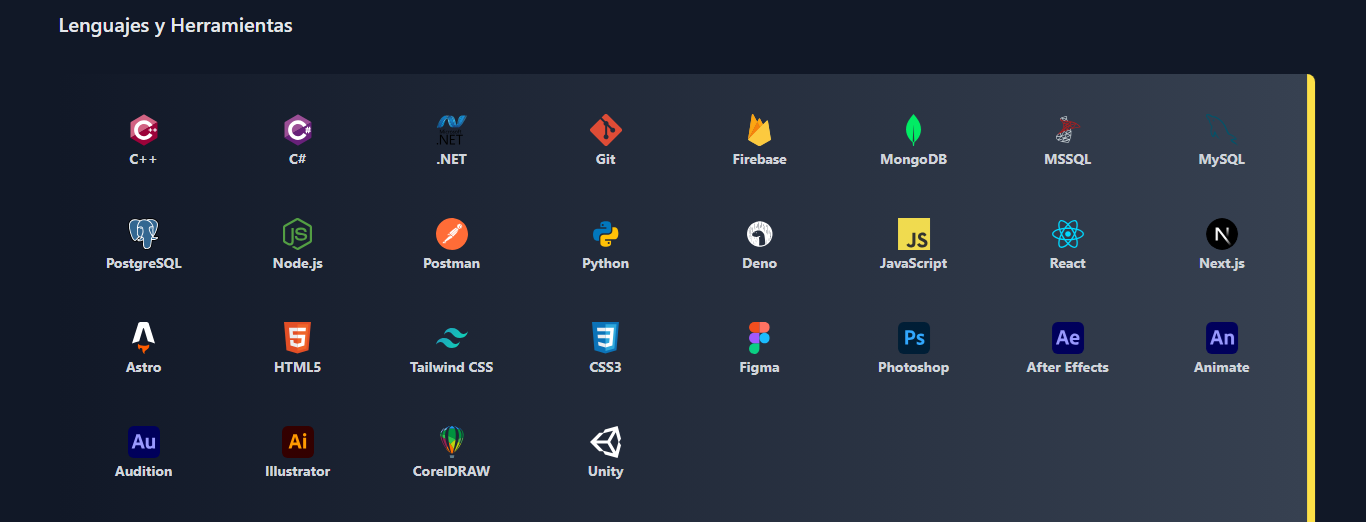 Lenguajes y Herramientas
.NET
C++ C# .NET Git Firebase MongoDB MSSQL MySQL
JS JS N
PostgreSQL Node.js Postman Python Deno JavaScript React Next.js
5 3 Ps Ae An
Astro HTML5 Tailwind CSS CSS3 Figma Photoshop After Effects Animate
Au Ai
Audition Illustrator CorelDRAW Unity